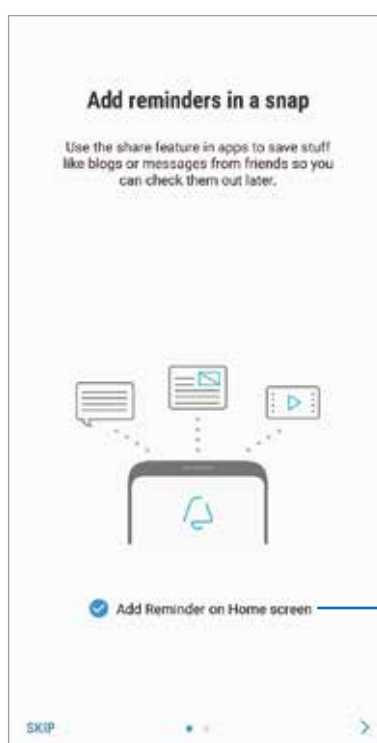 Add reminders in a snap
Use the share feature in apps to save stuff
like blogs or messages from friends so you
can check them out later.
Add Reminder on Home screen
SKIP